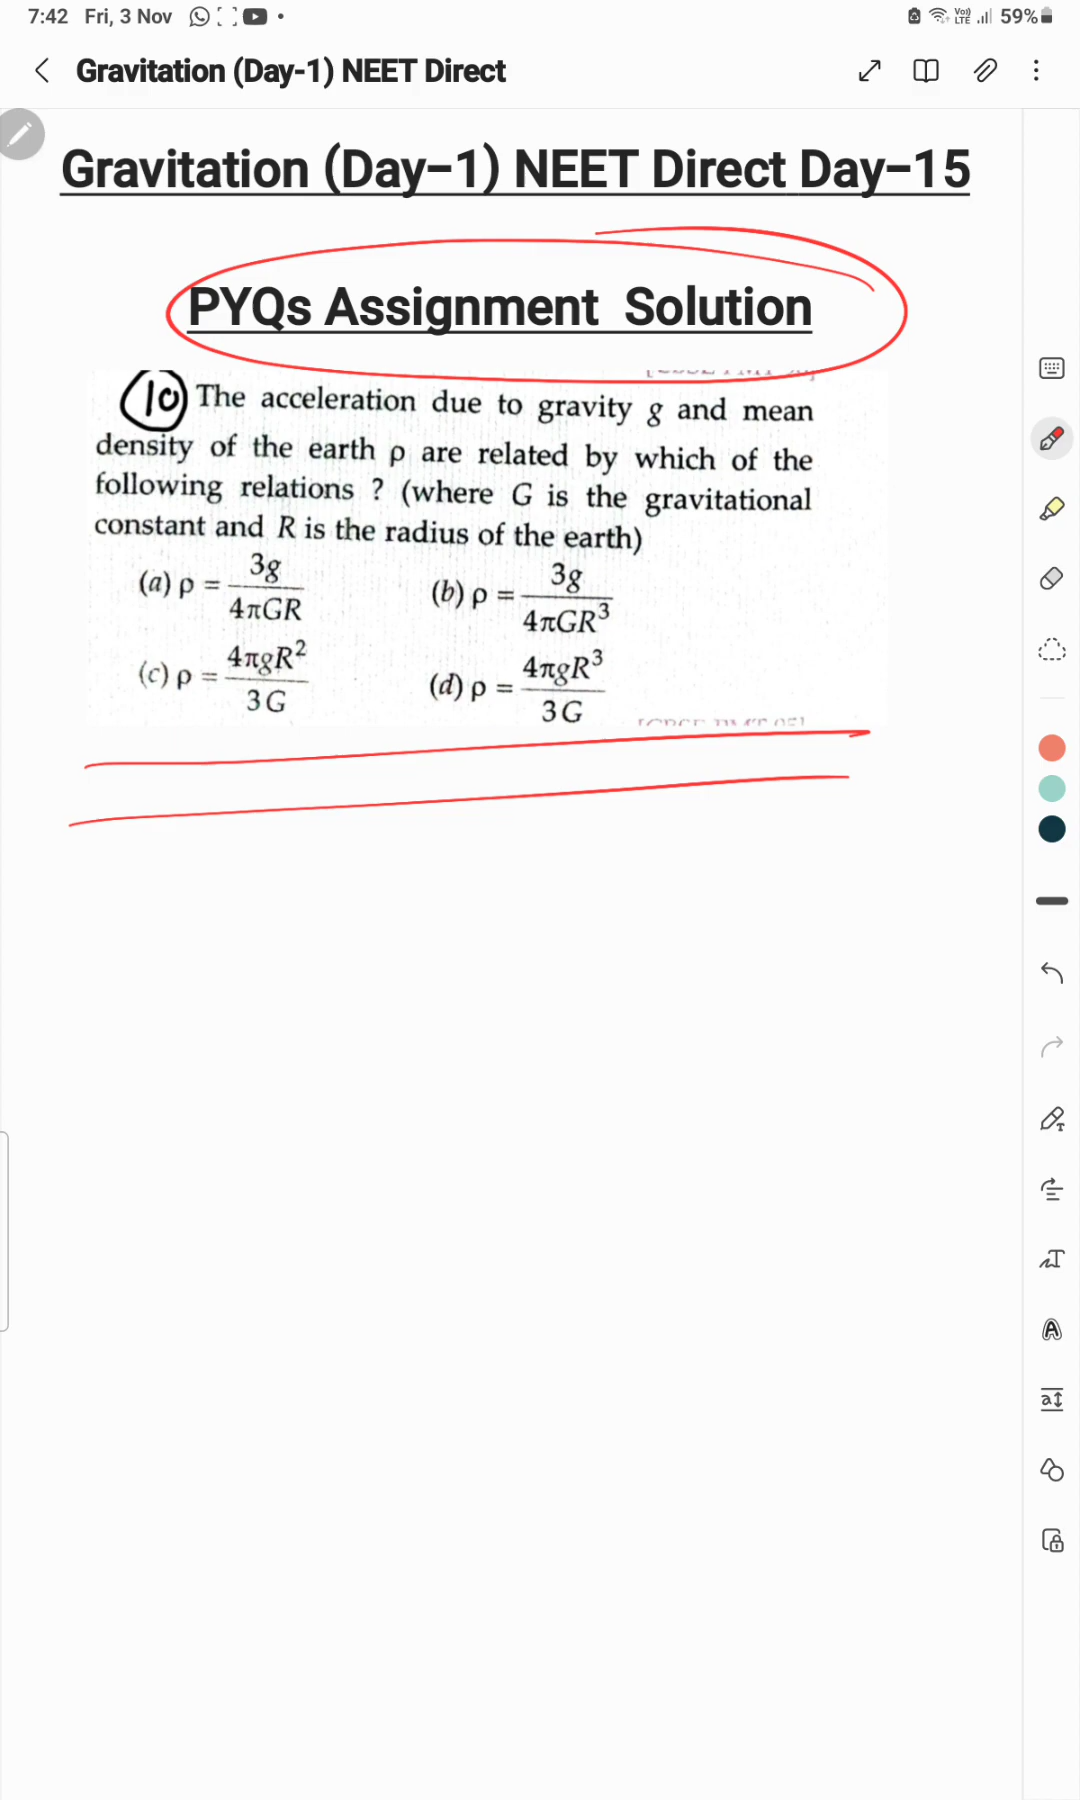 7:42 Fri, 3 Nov
Vo)) LTE 59%
Gravitation (Day-1) NEET Direct
Gravitation (Day-1) NEET Direct Day-15
PYQs Assignment Solution
10 The acceleration due to gravity g and mean
density of the earth ρ are related by which of the
following relations ? (where G is the gravitational
constant and R is the radius of the earth)
(a) ρ = 3g / 4πGR (b) ρ = 3g / 4πGR³
(c) ρ = 4πgR² / 3G (d) ρ = 4πgR³ / 3G